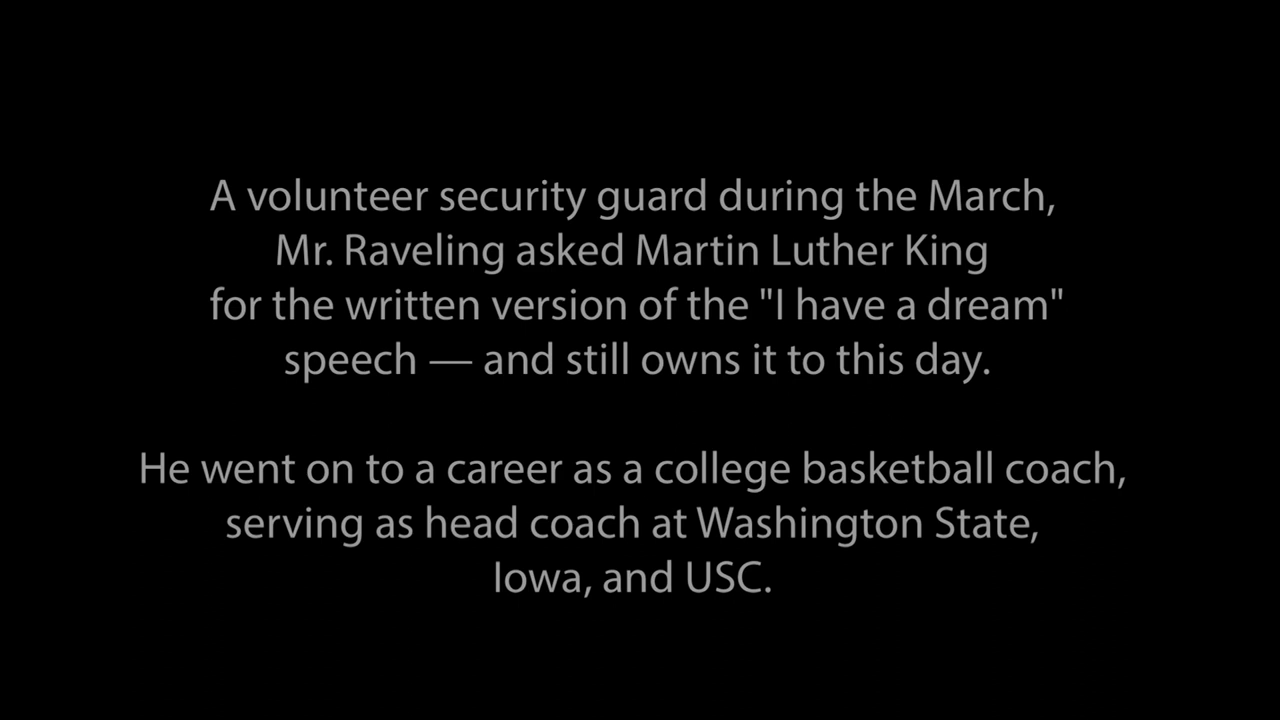 A volunteer security guard during the March,
Mr. Raveling asked Martin Luther King
for the written version of the "I have a dream"
speech — and still owns it to this day.
He went on to a career as a college basketball coach,
serving as head coach at Washington State,
Iowa, and USC.